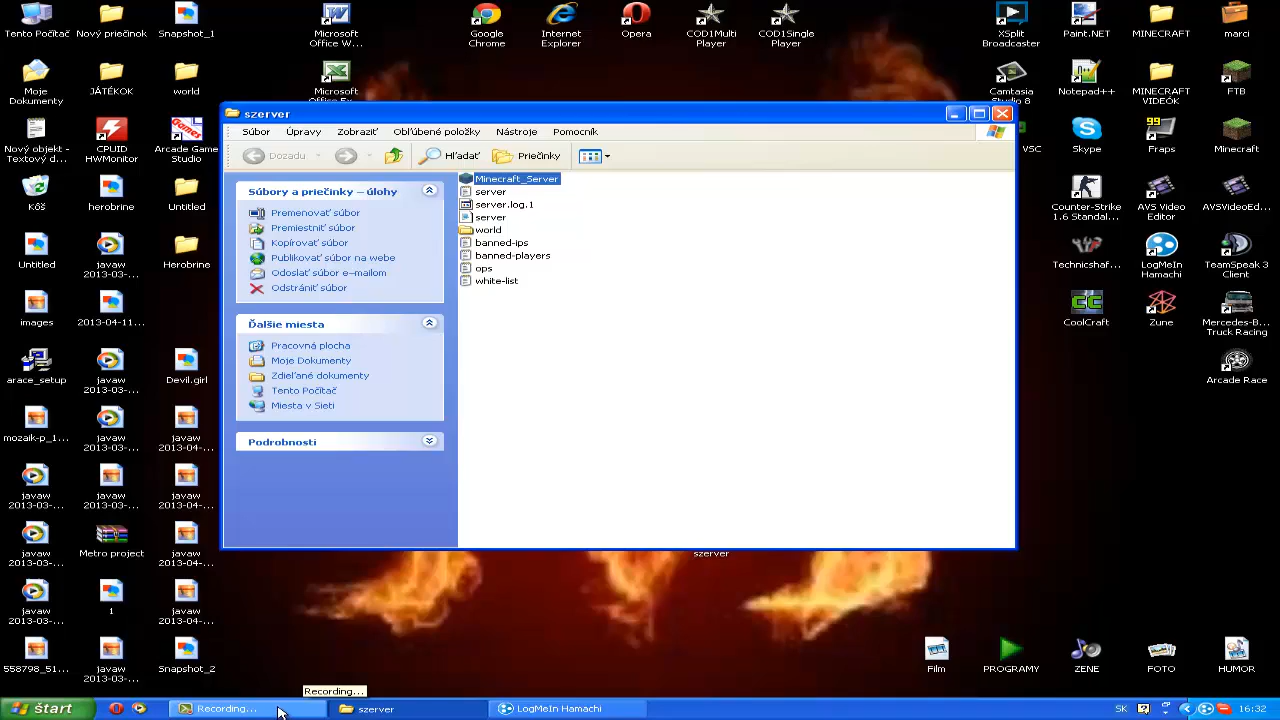 Tento Počítač
Nový priečinok
Snapshot_1
Microsoft
Office W...
Google
Chrome
Internet
Explorer
Opera
COD1Multi
Player
COD1Single
Player
XSplit
Broadcaster
Paint.NET
MINECRAFT
marci
Moje
Dokumenty
JÁTÉKOK
world
Microsoft
Office Ex...
Camtasia
Studio 8
Notepad++
MINECRAFT
VIDEÓK
FTB
Nový objekt -
Textový d...
CPUID
HWMonitor
Arcade Game
Studio
VSC
Skype
99
Fraps
Minecraft
Kôš
herobrine
Untitled
Counter-Strike
1.6 Standal...
AVS Video
Editor
AVSVideoEd...
Untitled
javaw
2013-03-...
Herobrine
Technicshaf...
LogMeIn
Hamachi
TeamSpeak 3
Client
images
2013-04-11...
javaw
2013-03-...
CoolCraft
Zune
Mercedes-B...
Truck Racing
arace_setup
javaw
2013-03-...
Devil.girl
Arcade Race
mozaik-p_1...
javaw
2013-03-...
javaw
2013-04-...
javaw
2013-03-...
javaw
2013-03-...
javaw
2013-04-...
javaw
2013-03-...
Metro project
javaw
2013-04-...
javaw
2013-03-...
1
javaw
2013-04-...
558798_51...
javaw
2013-03-...
Snapshot_2
szerver
Film
PROGRAMY
ZENE
FOTO
HUMOR
szerver
Súbor Úpravy Zobraziť Obľúbené položky Nástroje Pomocník
Dozadu Hľadať Priečinky
Súbory a priečinky – úlohy
Premenovať súbor
Premiestniť súbor
Kopírovať súbor
Publikovať súbor na webe
Odoslať súbor e-mailom
Odstrániť súbor
Ďalšie miesta
Pracovná plocha
Moje Dokumenty
Zdieľané dokumenty
Tento Počítač
Miesta v Sieti
Podrobnosti
Minecraft_Server
server
server.log.1
server
world
banned-ips
banned-players
ops
white-list
Recording...
štart
Recording...
szerver
LogMeIn Hamachi
SK
16:32